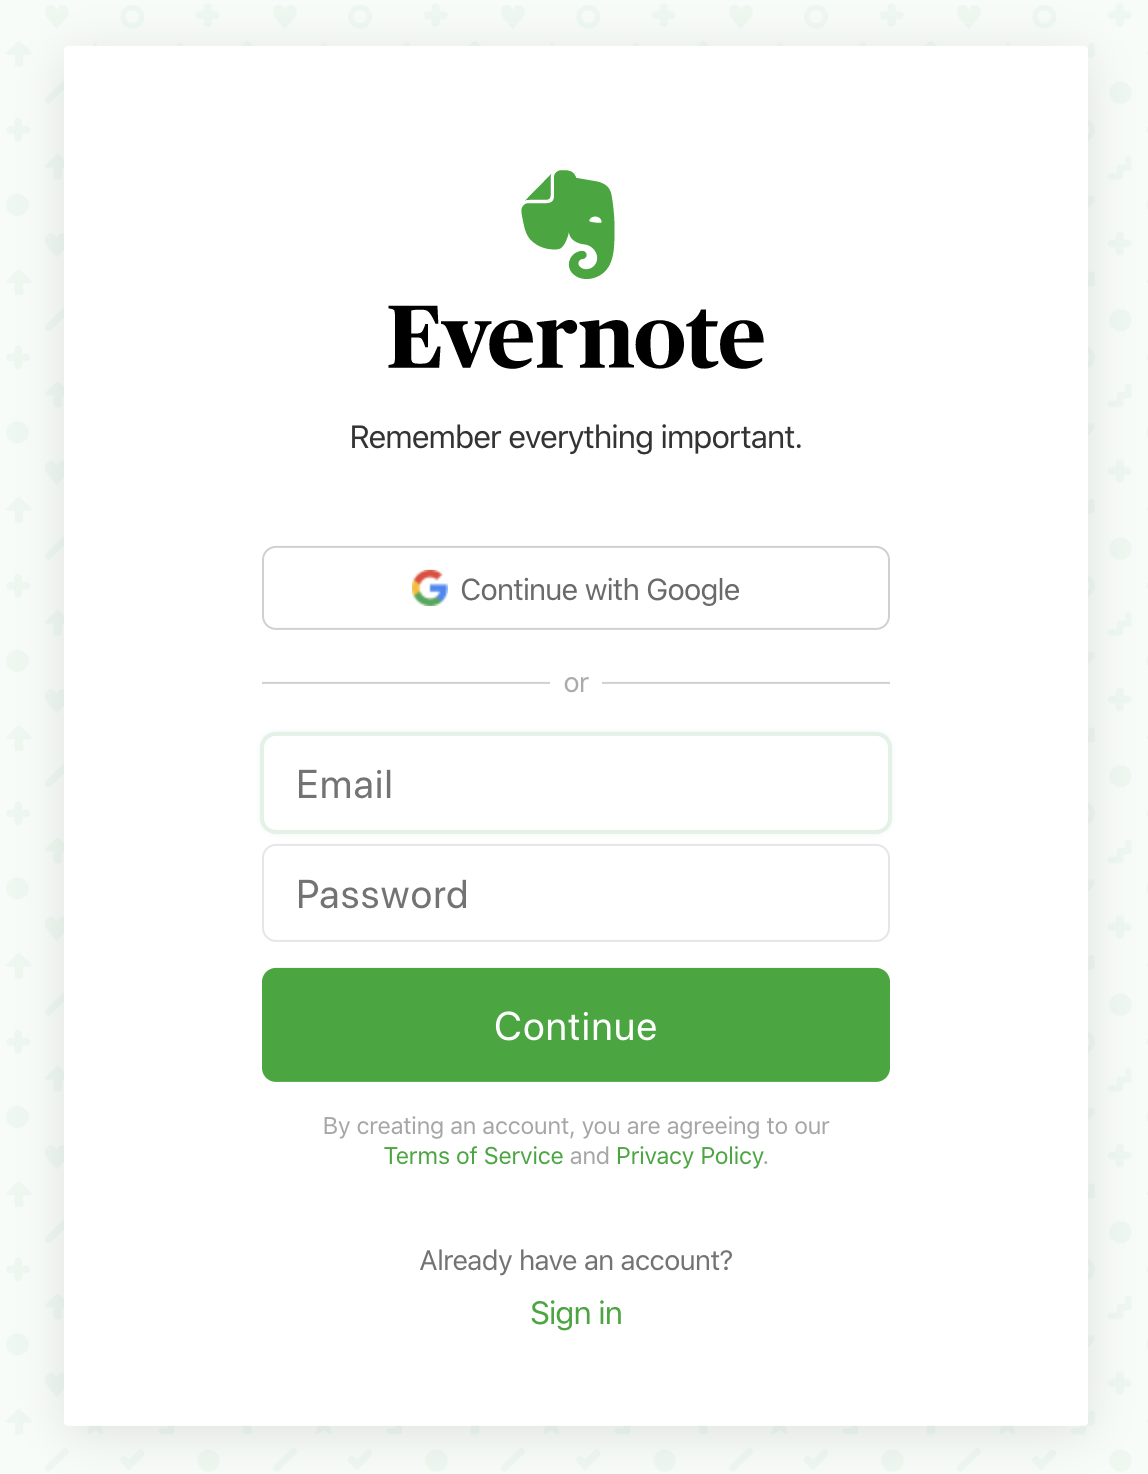 Evernote
Remember everything important.
Continue with Google
or
Email
Password
Continue
By creating an account, you are agreeing to our
Terms of Service and Privacy Policy.
Already have an account?
Sign in